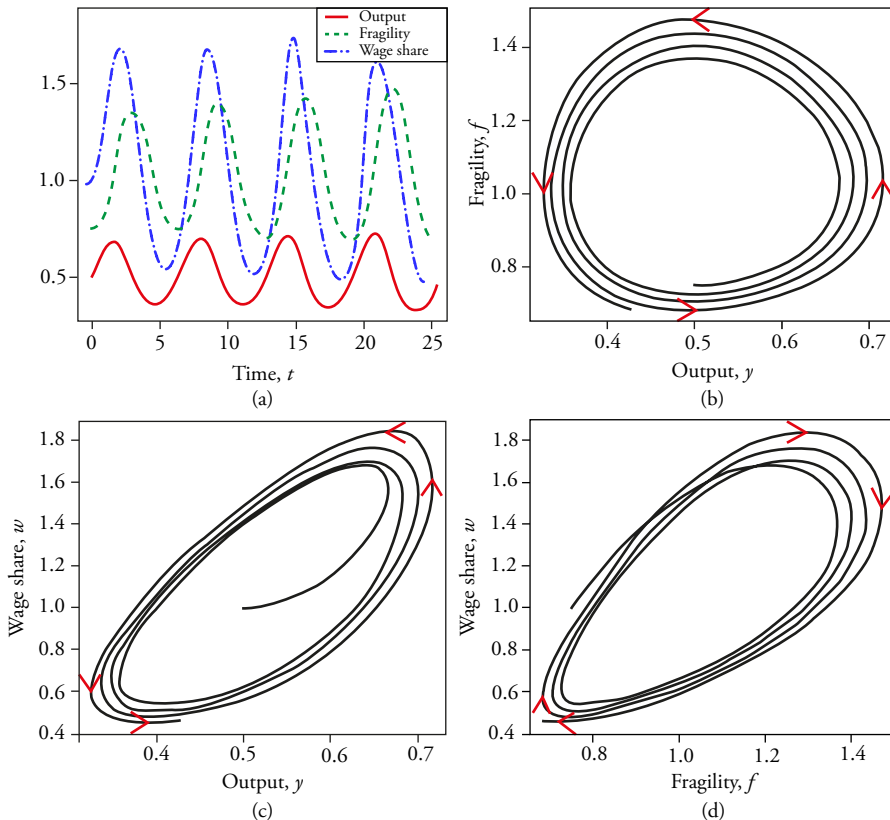 Output
Fragility
Wage share
1.5
1.0
0.5
0 5 10 15 20 25
Time, t
(a)
Fragility, f
1.4
1.2
1.0
0.8
0.4 0.5 0.6 0.7
Output, y
(b)
Wage share, w
1.8
1.6
1.4
1.2
1.0
0.8
0.6
0.4
0.4 0.5 0.6 0.7
Output, y
(c)
Wage share, w
1.8
1.6
1.4
1.2
1.0
0.8
0.6
0.4
0.8 1.0 1.2 1.4
Fragility, f
(d)